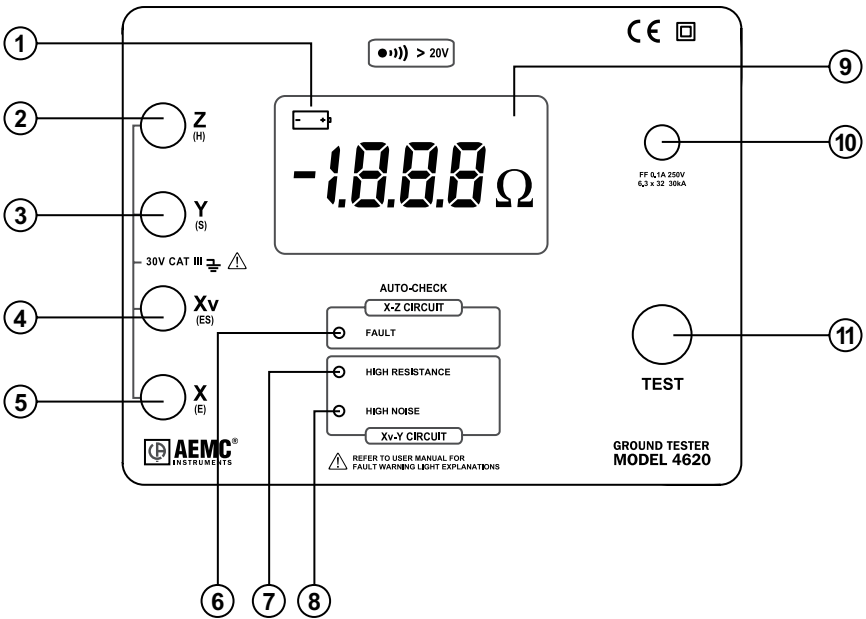 > 20V
CE
1
2
3
4
5
6
7
8
9
10
11
Z
(H)
Y
(S)
30V CAT III
Xv
(ES)
X
(E)
- +
-1.8.8.8 Ω
FF 0.1A 250V
6.3 x 32 30kA
AUTO-CHECK
X-Z CIRCUIT
FAULT
HIGH RESISTANCE
HIGH NOISE
Xv-Y CIRCUIT
REFER TO USER MANUAL FOR
FAULT WARNING LIGHT EXPLANATIONS
TEST
AEMC®
INSTRUMENTS
GROUND TESTER
MODEL 4620